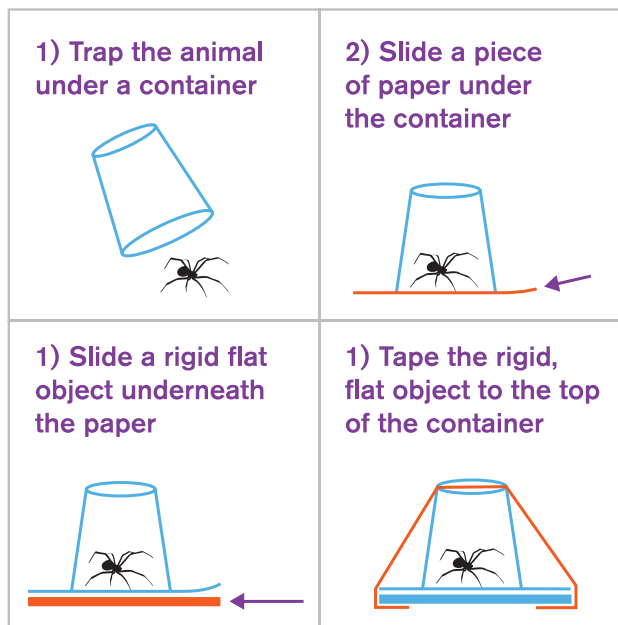 1) Trap the animal
under a container
2) Slide a piece
of paper under
the container
1) Slide a rigid flat
object underneath
the paper
1) Tape the rigid,
flat object to the top
of the container